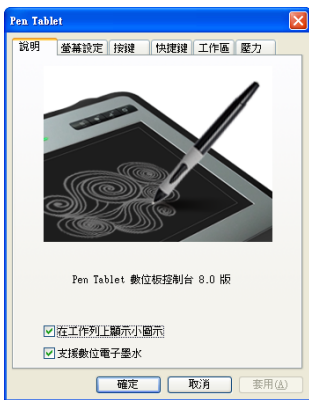 Pen Tablet
說明 螢幕設定 按鍵 快捷鍵 工作區 壓力
Pen Tablet 數位板控制台 8.0 版
在工作列上顯示小圖示
支援數位電子墨水
確定 取消 套用(A)